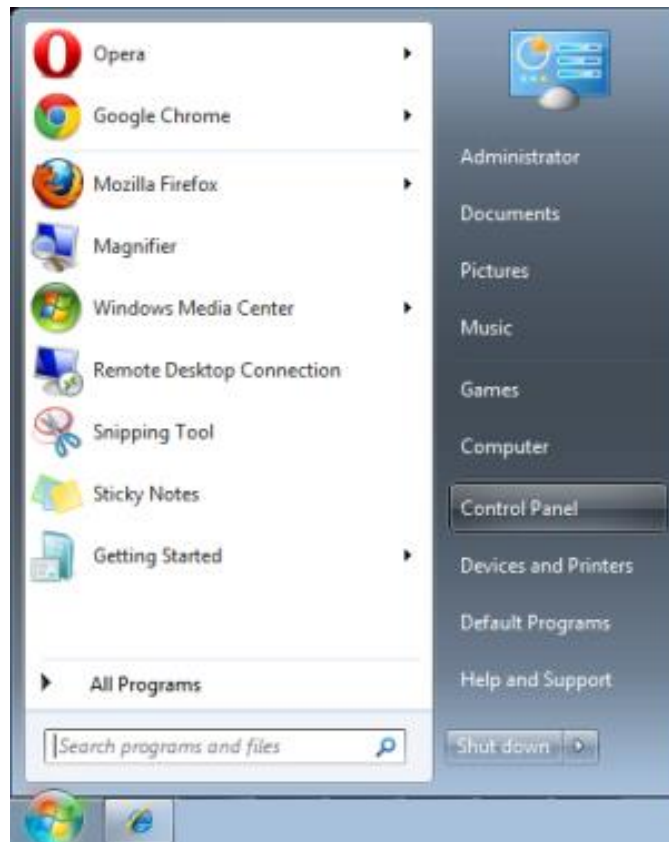 Opera
Google Chrome
Mozilla Firefox
Magnifier
Windows Media Center
Remote Desktop Connection
Snipping Tool
Sticky Notes
Getting Started
All Programs
Search programs and files
Administrator
Documents
Pictures
Music
Games
Computer
Control Panel
Devices and Printers
Default Programs
Help and Support
Shut down